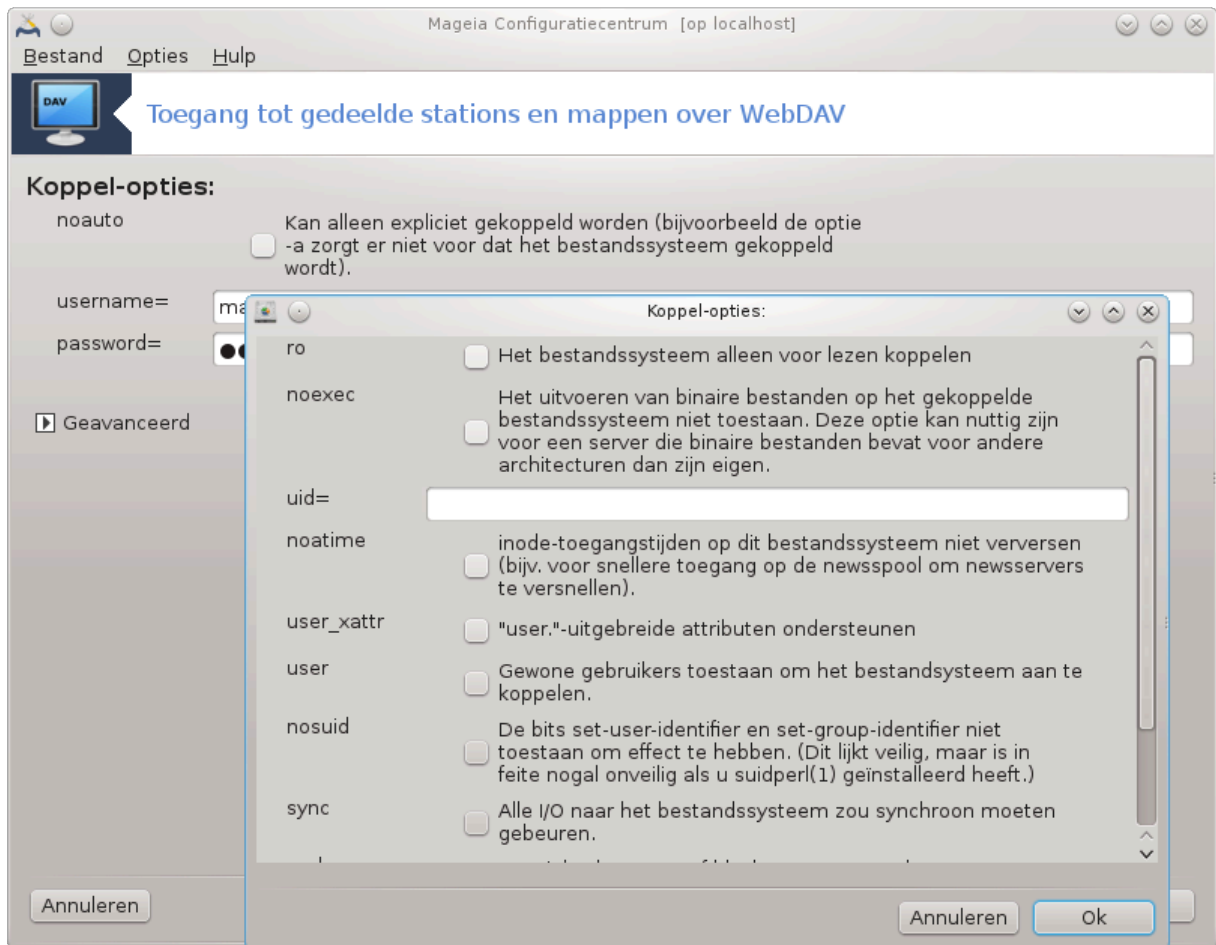 Mageia Configuratiecentrum [op localhost]
Bestand Opties Hulp
DAV
Toegang tot gedeelde stations en mappen over WebDAV
Koppel-opties:
noauto
Kan alleen expliciet gekoppeld worden (bijvoorbeeld de optie
-a zorgt er niet voor dat het bestandssysteem gekoppeld
wordt).
username=
password=
Geavanceerd
Annuleren
Koppel-opties:
ro
Het bestandssysteem alleen voor lezen koppelen
noexec
Het uitvoeren van binaire bestanden op het gekoppelde
bestandssysteem niet toestaan. Deze optie kan nuttig zijn
voor een server die binaire bestanden bevat voor andere
architecturen dan zijn eigen.
uid=
noatime
inode-toegangstijden op dit bestandssysteem niet verversen
(bijv. voor snellere toegang op de newsspool om newsservers
te versnellen).
user_xattr
"user."-uitgebreide attributen ondersteunen
user
Gewone gebruikers toestaan om het bestandsysteem aan te
koppelen.
nosuid
De bits set-user-identifier en set-group-identifier niet
toestaan om effect te hebben. (Dit lijkt veilig, maar is in
feite nogal onveilig als u suidperl(1) geïnstalleerd heeft.)
sync
Alle I/O naar het bestandssysteem zou synchroon moeten
gebeuren.
Annuleren
Ok